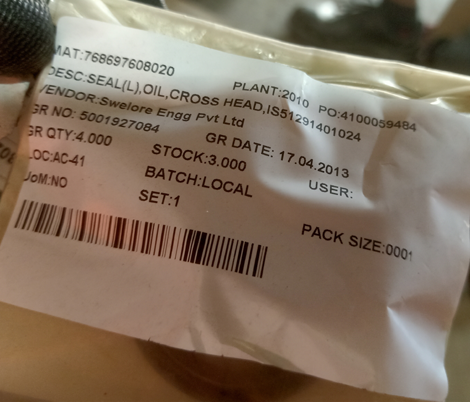 MAT:768697608020
PLANT:2010 PO:4100059484
DESC:SEAL(L),OIL,CROSS HEAD,IS51291401024
VENDOR:Swelore Engg Pvt Ltd
GR NO: 5001927084 GR DATE: 17.04.2013
GR QTY:4.000 STOCK:3.000 USER:
LOC:AC-41 BATCH:LOCAL
UoM:NO SET:1 PACK SIZE:0001